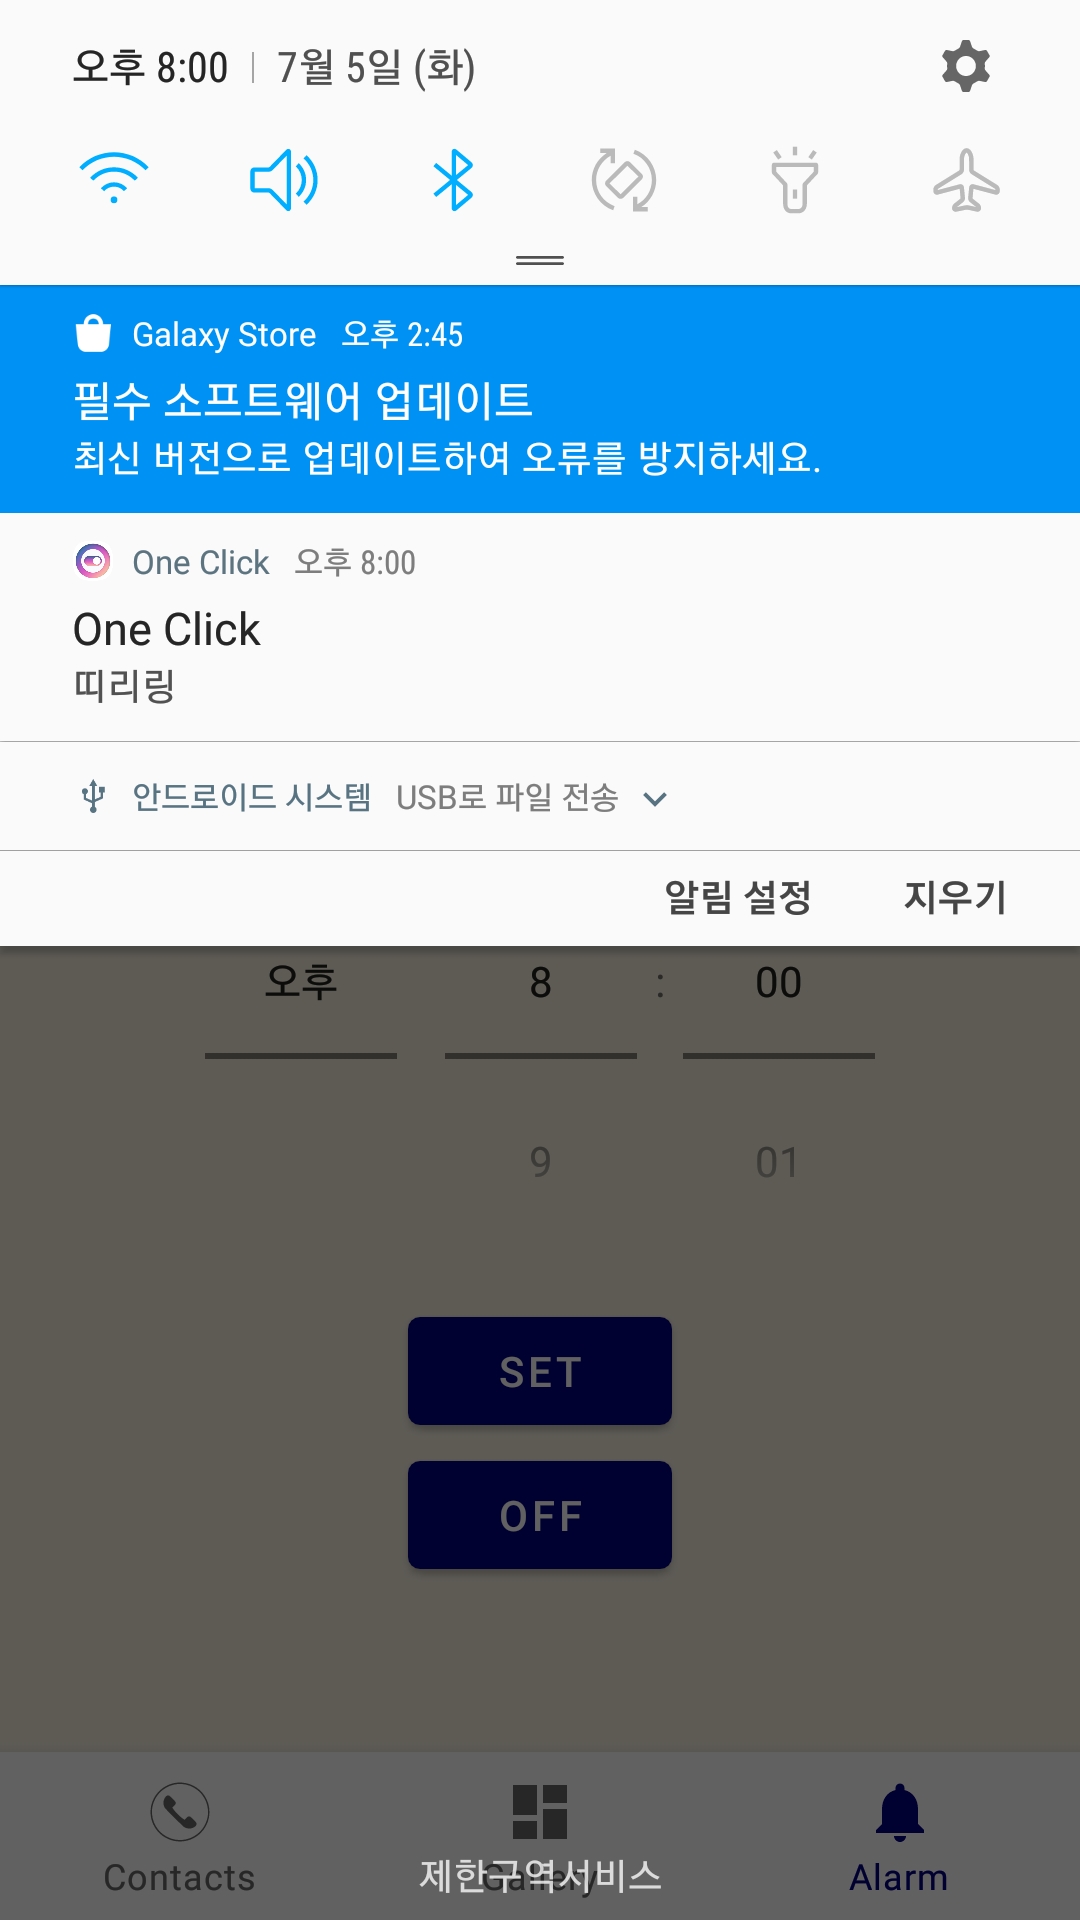 오후 8:00 | 7월 5일 (화)
Galaxy Store 오후 2:45
필수 소프트웨어 업데이트
최신 버전으로 업데이트하여 오류를 방지하세요.
One Click 오후 8:00
One Click
띠리링
안드로이드 시스템 USB로 파일 전송
알림 설정 지우기
오후 8 : 00
9 01
SET
OFF
Contacts Gallery Alarm
제한구역서비스